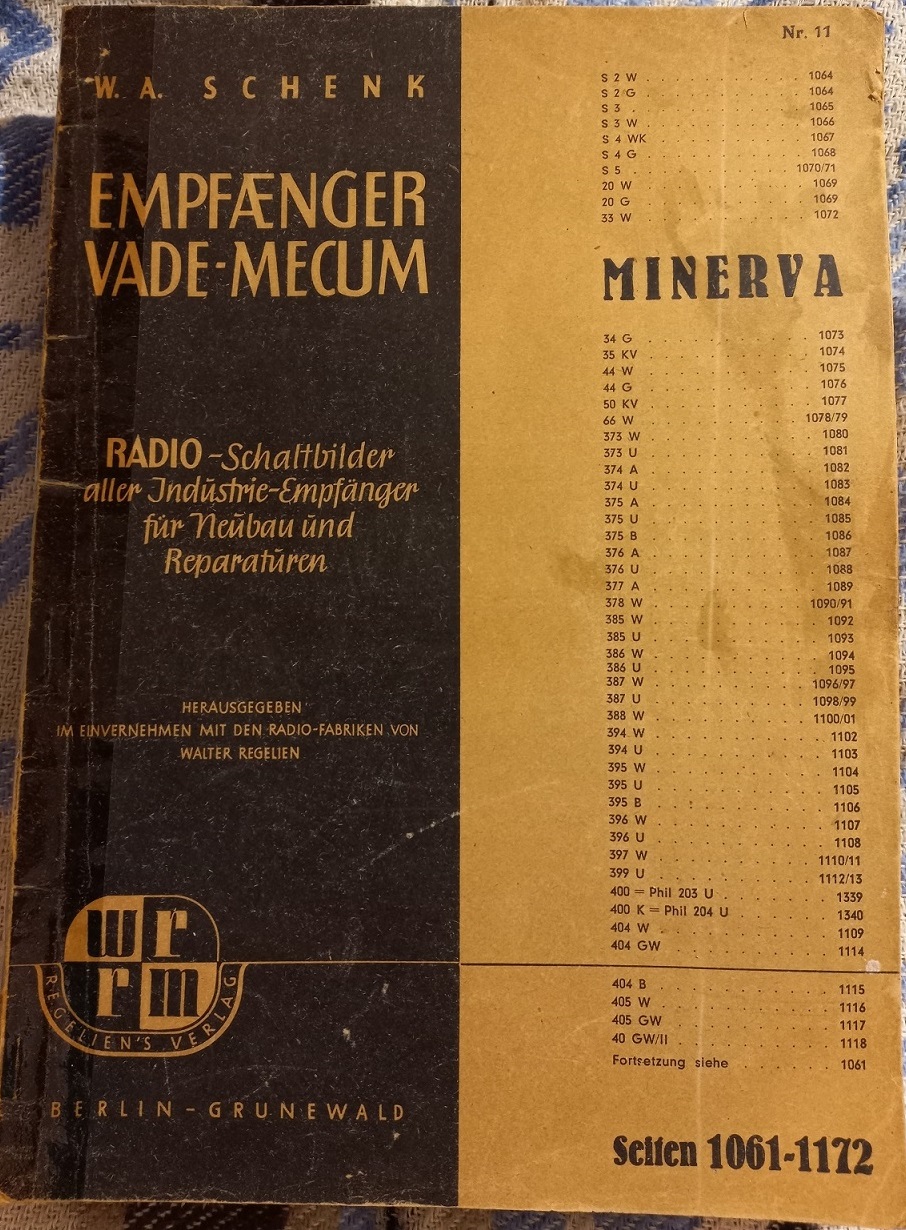 W. A. SCHENK
EMPFÆNGER
VADE-MECUM
RADIO-Schaltbilder
aller Indūstrie-Empfänger
für Neūbau ūnd
Reparatūren
HERAUSGEGEBEN
IM EINVERNEHMEN MIT DEN RADIO-FABRIKEN VON
WALTER REGELIEN
wr
rm
REGELIEN'S VERLAG
BERLIN-GRUNEWALD
Nr. 11
S 2 W . . . . . . . . . . 1064
S 2 G . . . . . . . . . . 1064
S 3 . . . . . . . . . . 1065
S 3 W . . . . . . . . . . 1066
S 4 WK . . . . . . . . . . 1067
S 4 G . . . . . . . . . . 1068
S 5 . . . . . . . . . . 1070/71
20 W . . . . . . . . . . 1069
20 G . . . . . . . . . . 1069
33 W . . . . . . . . . . 1072
MINERVA
34 G . . . . . . . . . . 1073
35 KV . . . . . . . . . . 1074
44 W . . . . . . . . . . 1075
44 G . . . . . . . . . . 1076
50 KV . . . . . . . . . . 1077
66 W . . . . . . . . . . 1078/79
373 W . . . . . . . . . . 1080
373 U . . . . . . . . . . 1081
374 A . . . . . . . . . . 1082
374 U . . . . . . . . . . 1083
375 A . . . . . . . . . . 1084
375 U . . . . . . . . . . 1085
375 B . . . . . . . . . . 1086
376 A . . . . . . . . . . 1087
376 U . . . . . . . . . . 1088
377 A . . . . . . . . . . 1089
378 W . . . . . . . . . . 1090/91
385 W . . . . . . . . . . 1092
385 U . . . . . . . . . . 1093
386 W . . . . . . . . . . 1094
386 U . . . . . . . . . . 1095
387 W . . . . . . . . . . 1096/97
387 U . . . . . . . . . . 1098/99
388 W . . . . . . . . . . 1100/01
394 W . . . . . . . . . . 1102
394 U . . . . . . . . . . 1103
395 W . . . . . . . . . . 1104
395 U . . . . . . . . . . 1105
395 B . . . . . . . . . . 1106
396 W . . . . . . . . . . 1107
396 U . . . . . . . . . . 1108
397 W . . . . . . . . . . 1110/11
399 U . . . . . . . . . . 1112/13
400 = Phil 203 U . . . . . . 1339
400 K = Phil 204 U . . . . . . 1340
404 W . . . . . . . . . . 1109
404 GW . . . . . . . . . . 1114
404 B . . . . . . . . . . 1115
405 W . . . . . . . . . . 1116
405 GW . . . . . . . . . . 1117
40 GW/II . . . . . . . . . . 1118
Fortsetzung siehe . . . . . . 1061
Seiten 1061-1172